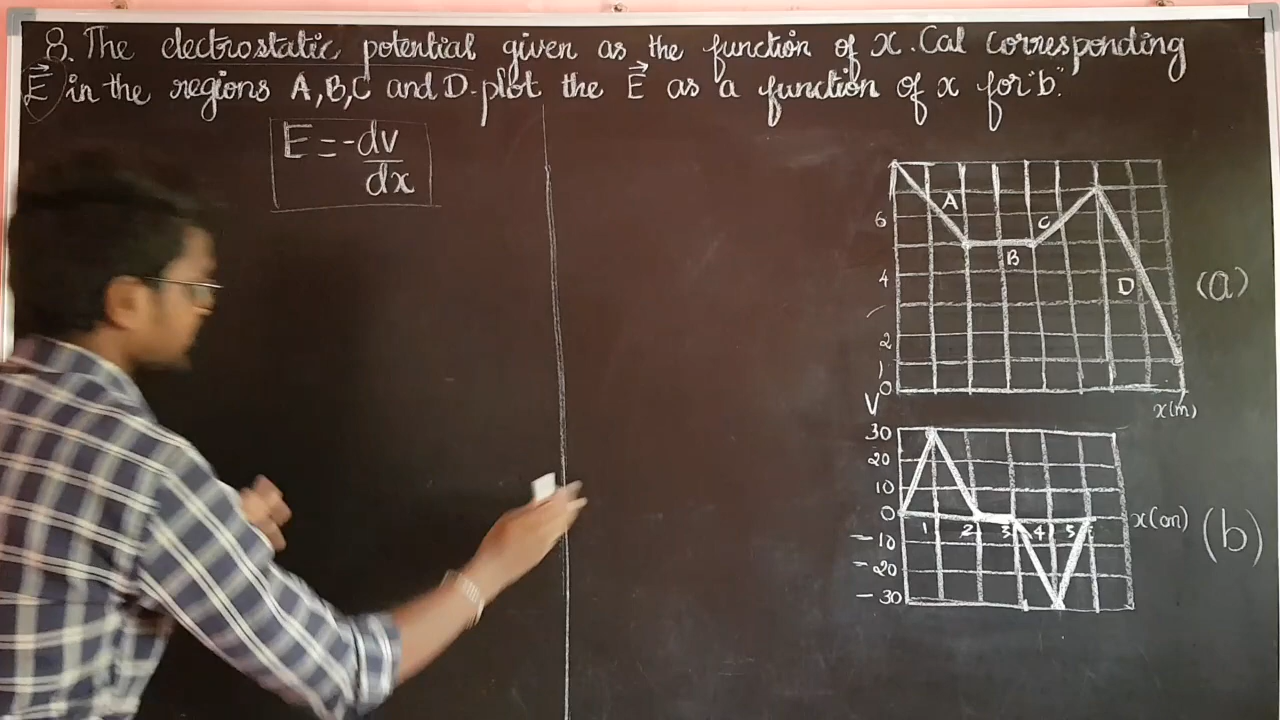 8. The electrostatic potential given as the function of x. Cal corresponding
E⃗ in the regions A,B,C and D. plot the E⃗ as a function of x for "b".
E = -dv
dx
A
6
C
B
4
D
(a)
2
1
0
x(m)
V
30
20
10
0
1 2 3 4 5
x(cm)
(b)
-10
-20
-30